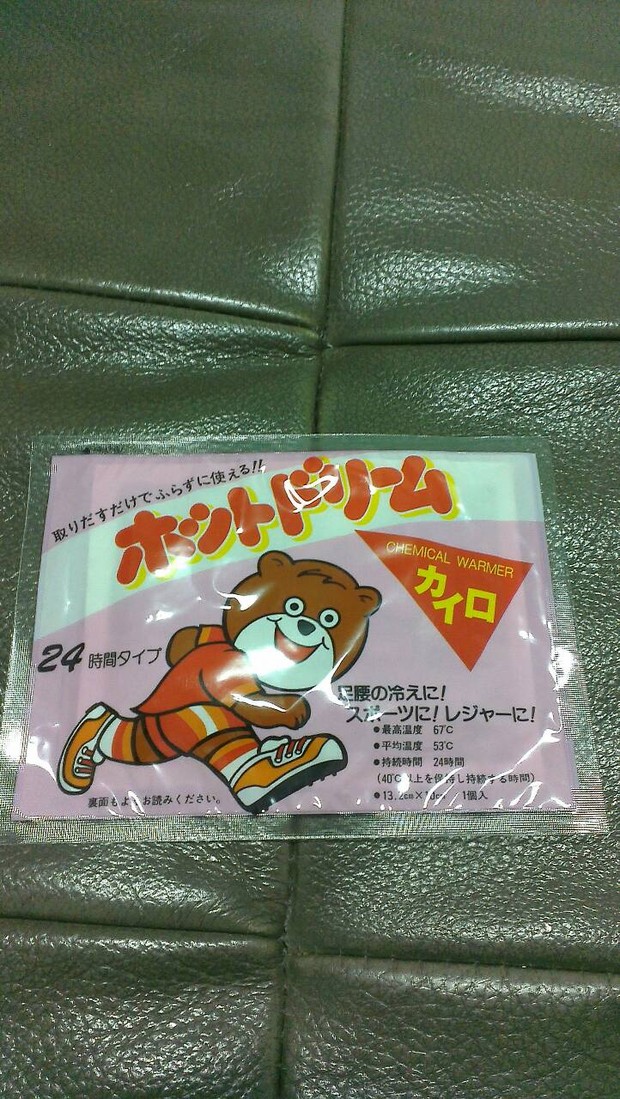 取りだすだけでふらずに使える!!
ホットドリーム
CHEMICAL WARMER
カイロ
24時間タイプ
足腰の冷えに!
スポーツに!レジャーに!
●最高温度 67℃
●平均温度 53℃
●持続時間 24時間
(40℃以上を保持し持続する時間)
● 1個入
裏面もよくお読みください。